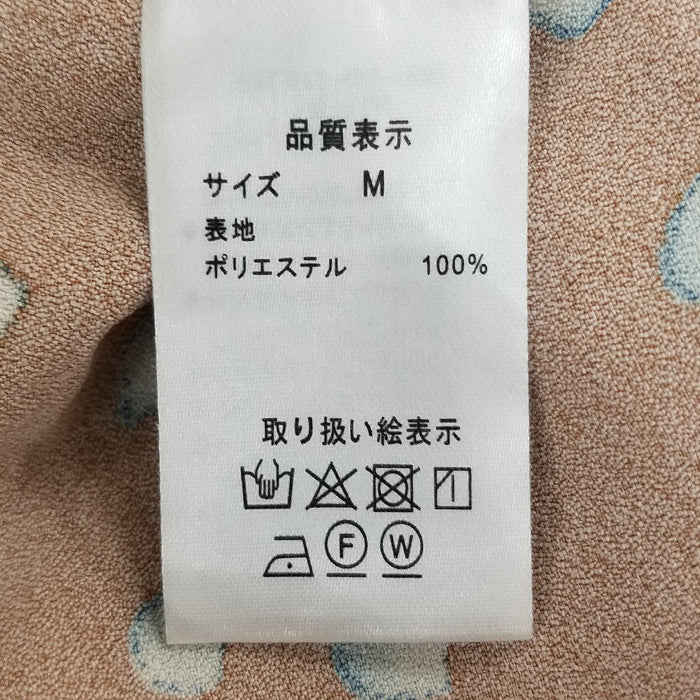 品質表示
サイズ M
表地
ポリエステル 100%
取り扱い絵表示
F W